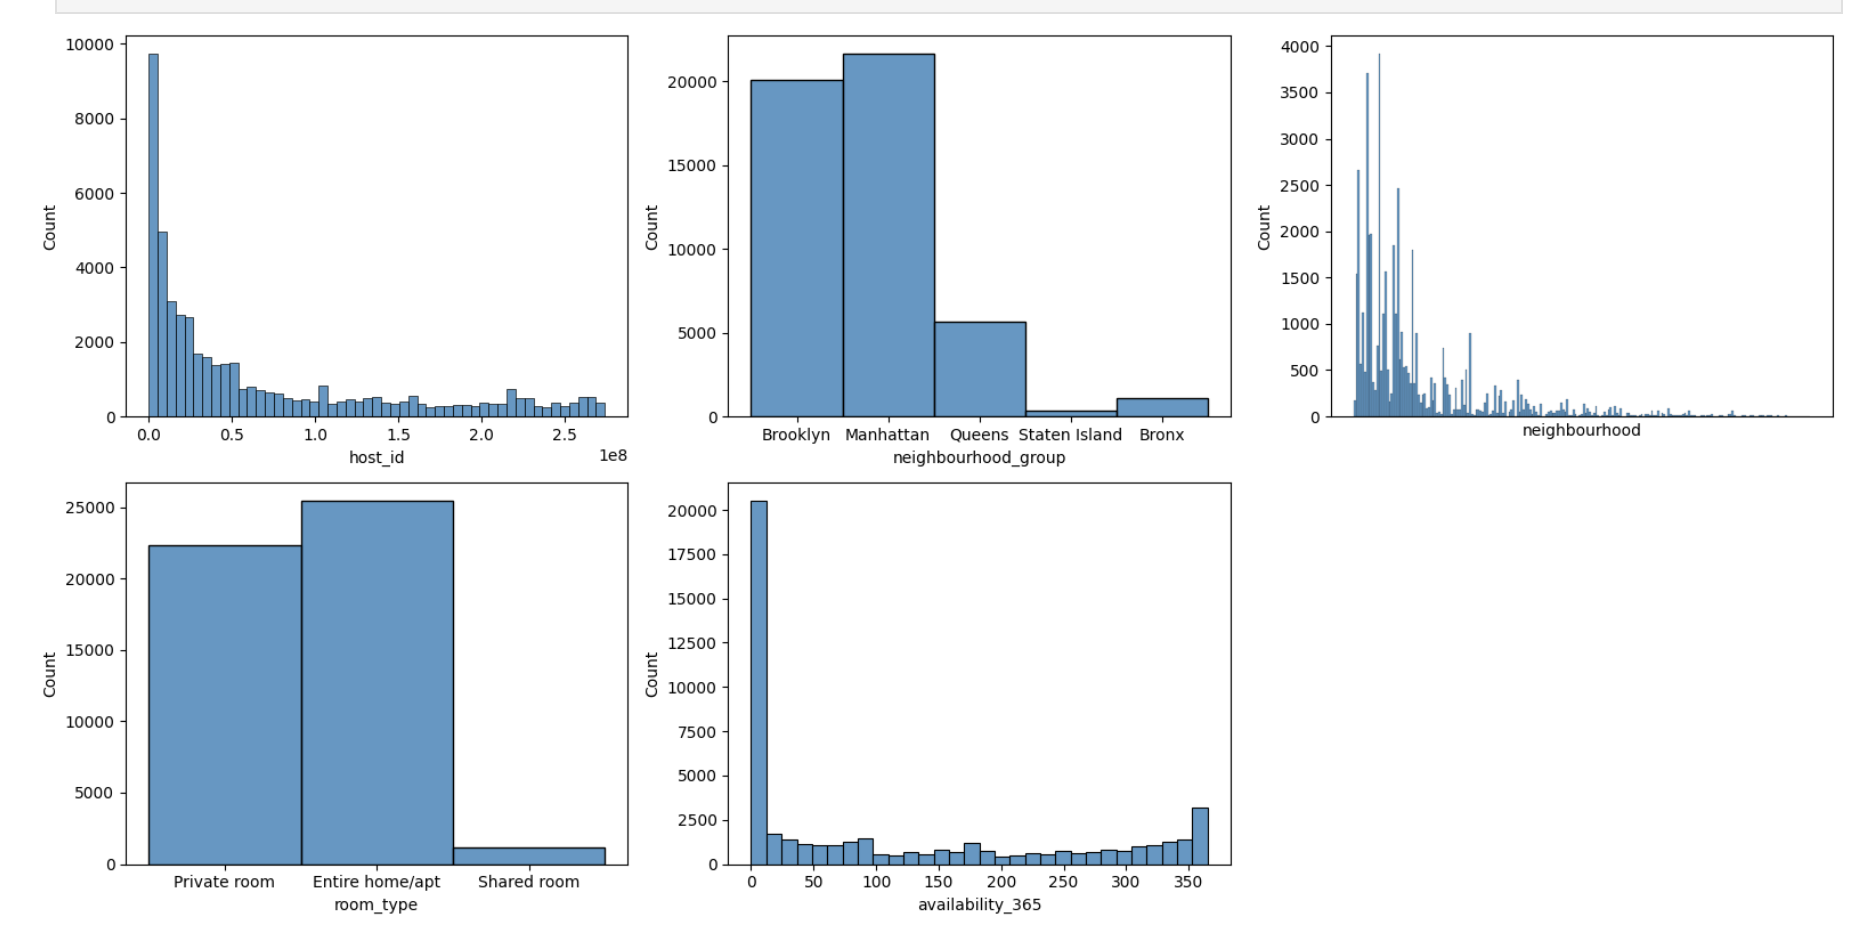 10000
8000
6000
4000
2000
0
Count
0.0 0.5 1.0 1.5 2.0 2.5
1e8
host_id
20000
15000
10000
5000
0
Count
Brooklyn Manhattan Queens Staten Island Bronx
neighbourhood_group
4000
3500
3000
2500
2000
1500
1000
500
0
Count
neighbourhood
25000
20000
15000
10000
5000
0
Count
Private room Entire home/apt Shared room
room_type
20000
17500
15000
12500
10000
7500
5000
2500
0
Count
0 50 100 150 200 250 300 350
availability_365